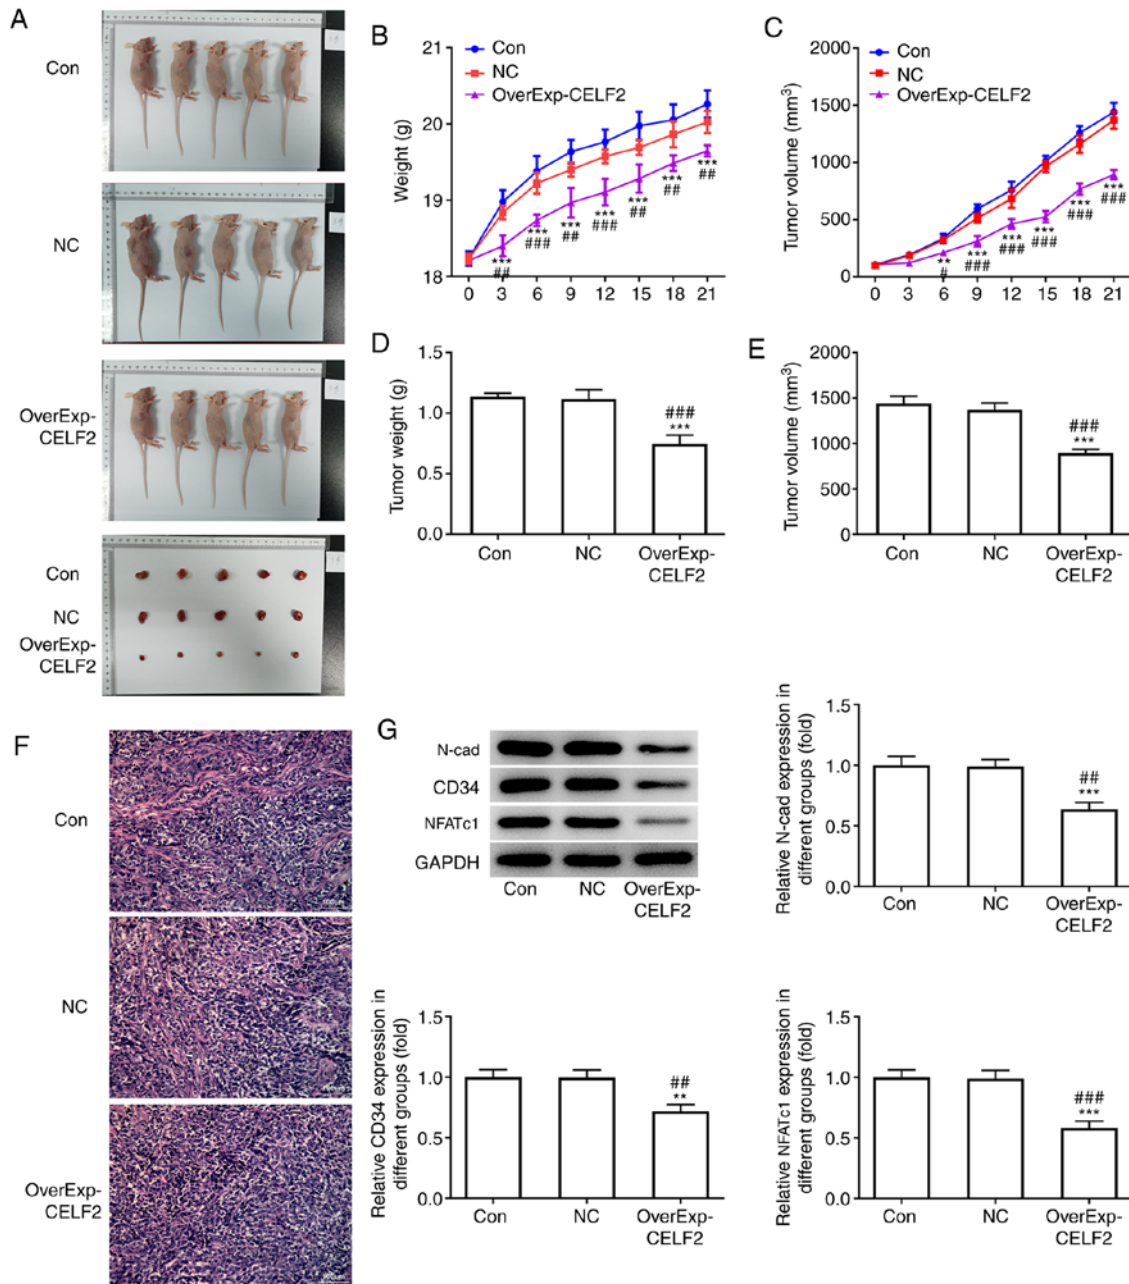 A
Con
NC
OverExp-
CELF2
Con
NC
OverExp-
CELF2
B
Con
NC
OverExp-CELF2
Weight (g)
21
20
19
18
***
##
***
###
***
##
***
###
***
##
***
##
***
##
0 3 6 9 12 15 18 21
C
Con
NC
OverExp-CELF2
Tumor volume (mm³)
2000
1500
1000
500
0
**
#
***
###
***
###
***
###
***
###
***
###
0 3 6 9 12 15 18 21
D
Tumor weight (g)
1.5
1.0
0.5
0.0
###
***
Con NC OverExp-
CELF2
E
Tumor volume (mm³)
2000
1500
1000
500
0
###
***
Con NC OverExp-
CELF2
F
Con
NC
OverExp-
CELF2
G
N-cad
CD34
NFATc1
GAPDH
Con NC OverExp-
CELF2
Relative N-cad expression in
different groups (fold)
1.5
1.0
0.5
0.0
##
***
Con NC OverExp-
CELF2
Relative CD34 expression in
different groups (fold)
1.5
1.0
0.5
0.0
##
**
Con NC OverExp-
CELF2
Relative NFATc1 expression in
different groups (fold)
1.5
1.0
0.5
0.0
###
***
Con NC OverExp-
CELF2